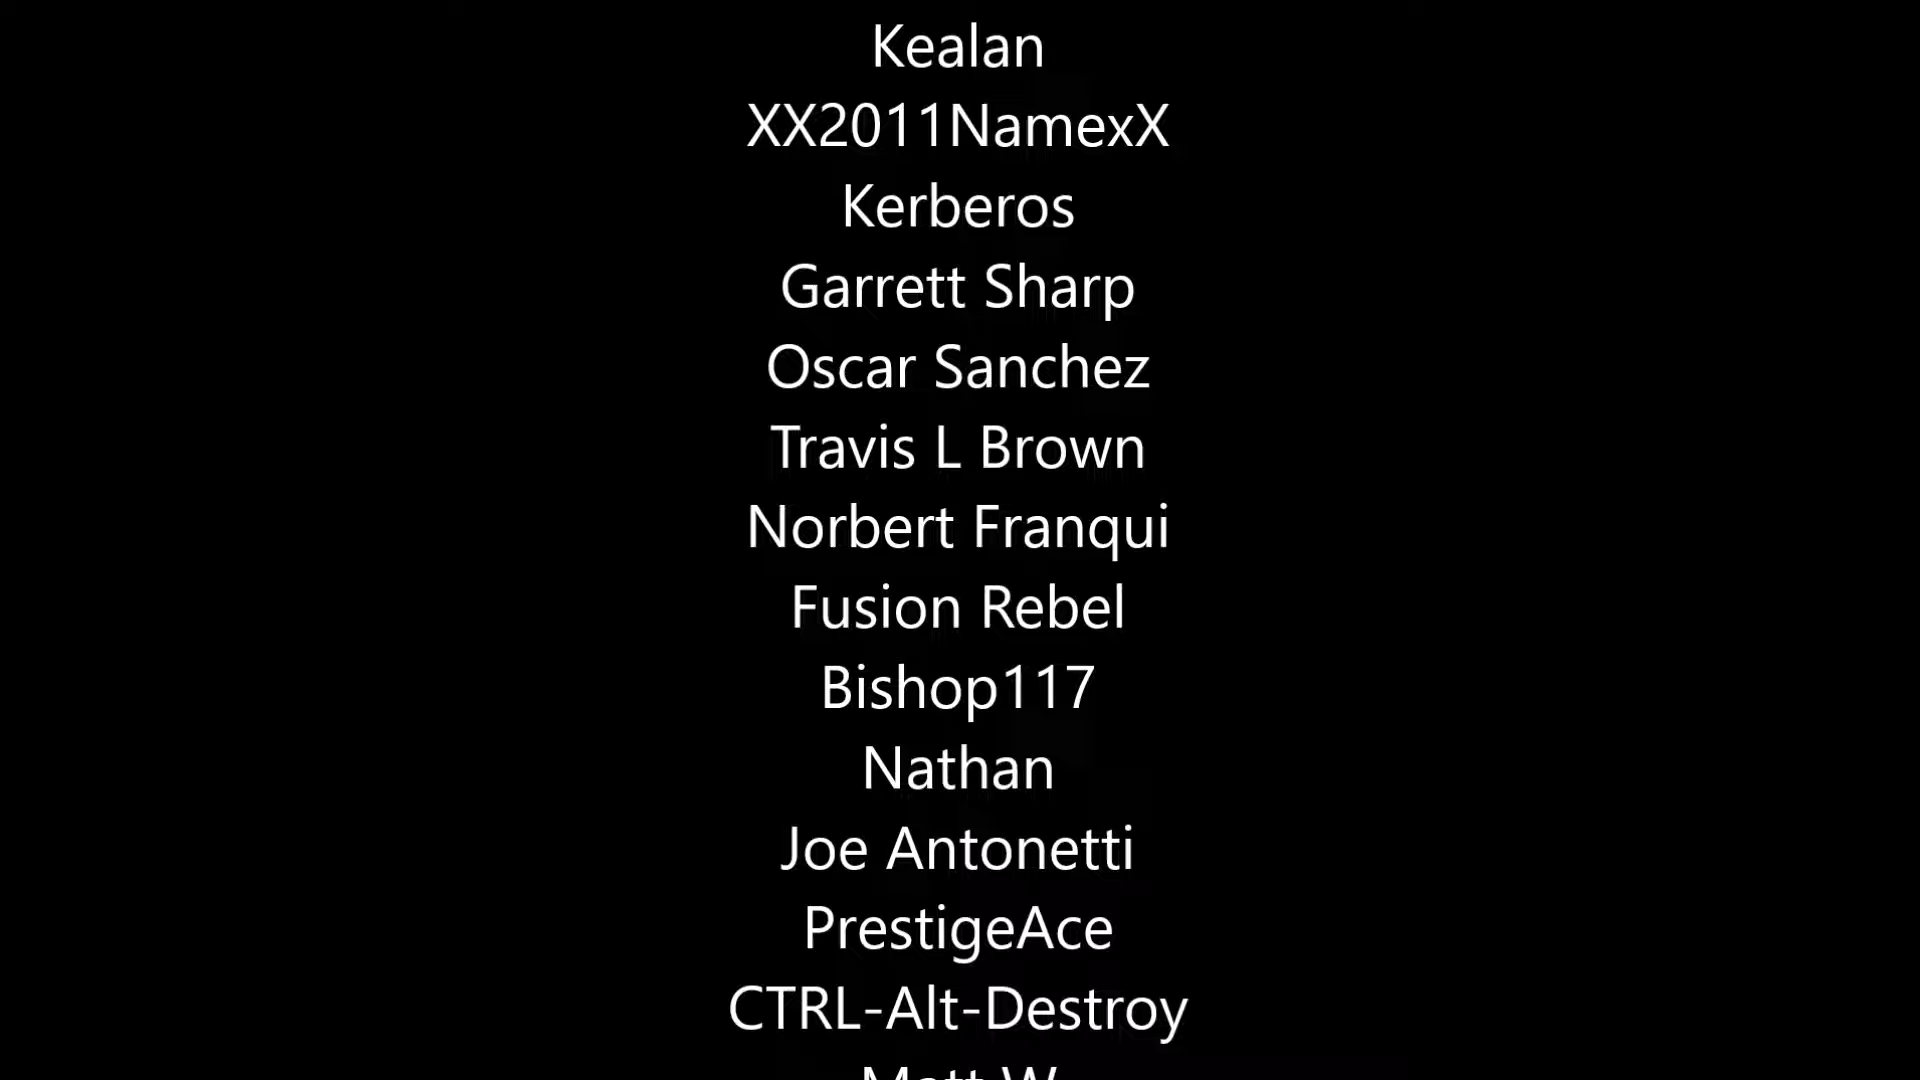 Kealan
XX2011NamexX
Kerberos
Garrett Sharp
Oscar Sanchez
Travis L Brown
Norbert Franqui
Fusion Rebel
Bishop117
Nathan
Joe Antonetti
PrestigeAce
CTRL-Alt-Destroy
Matt W